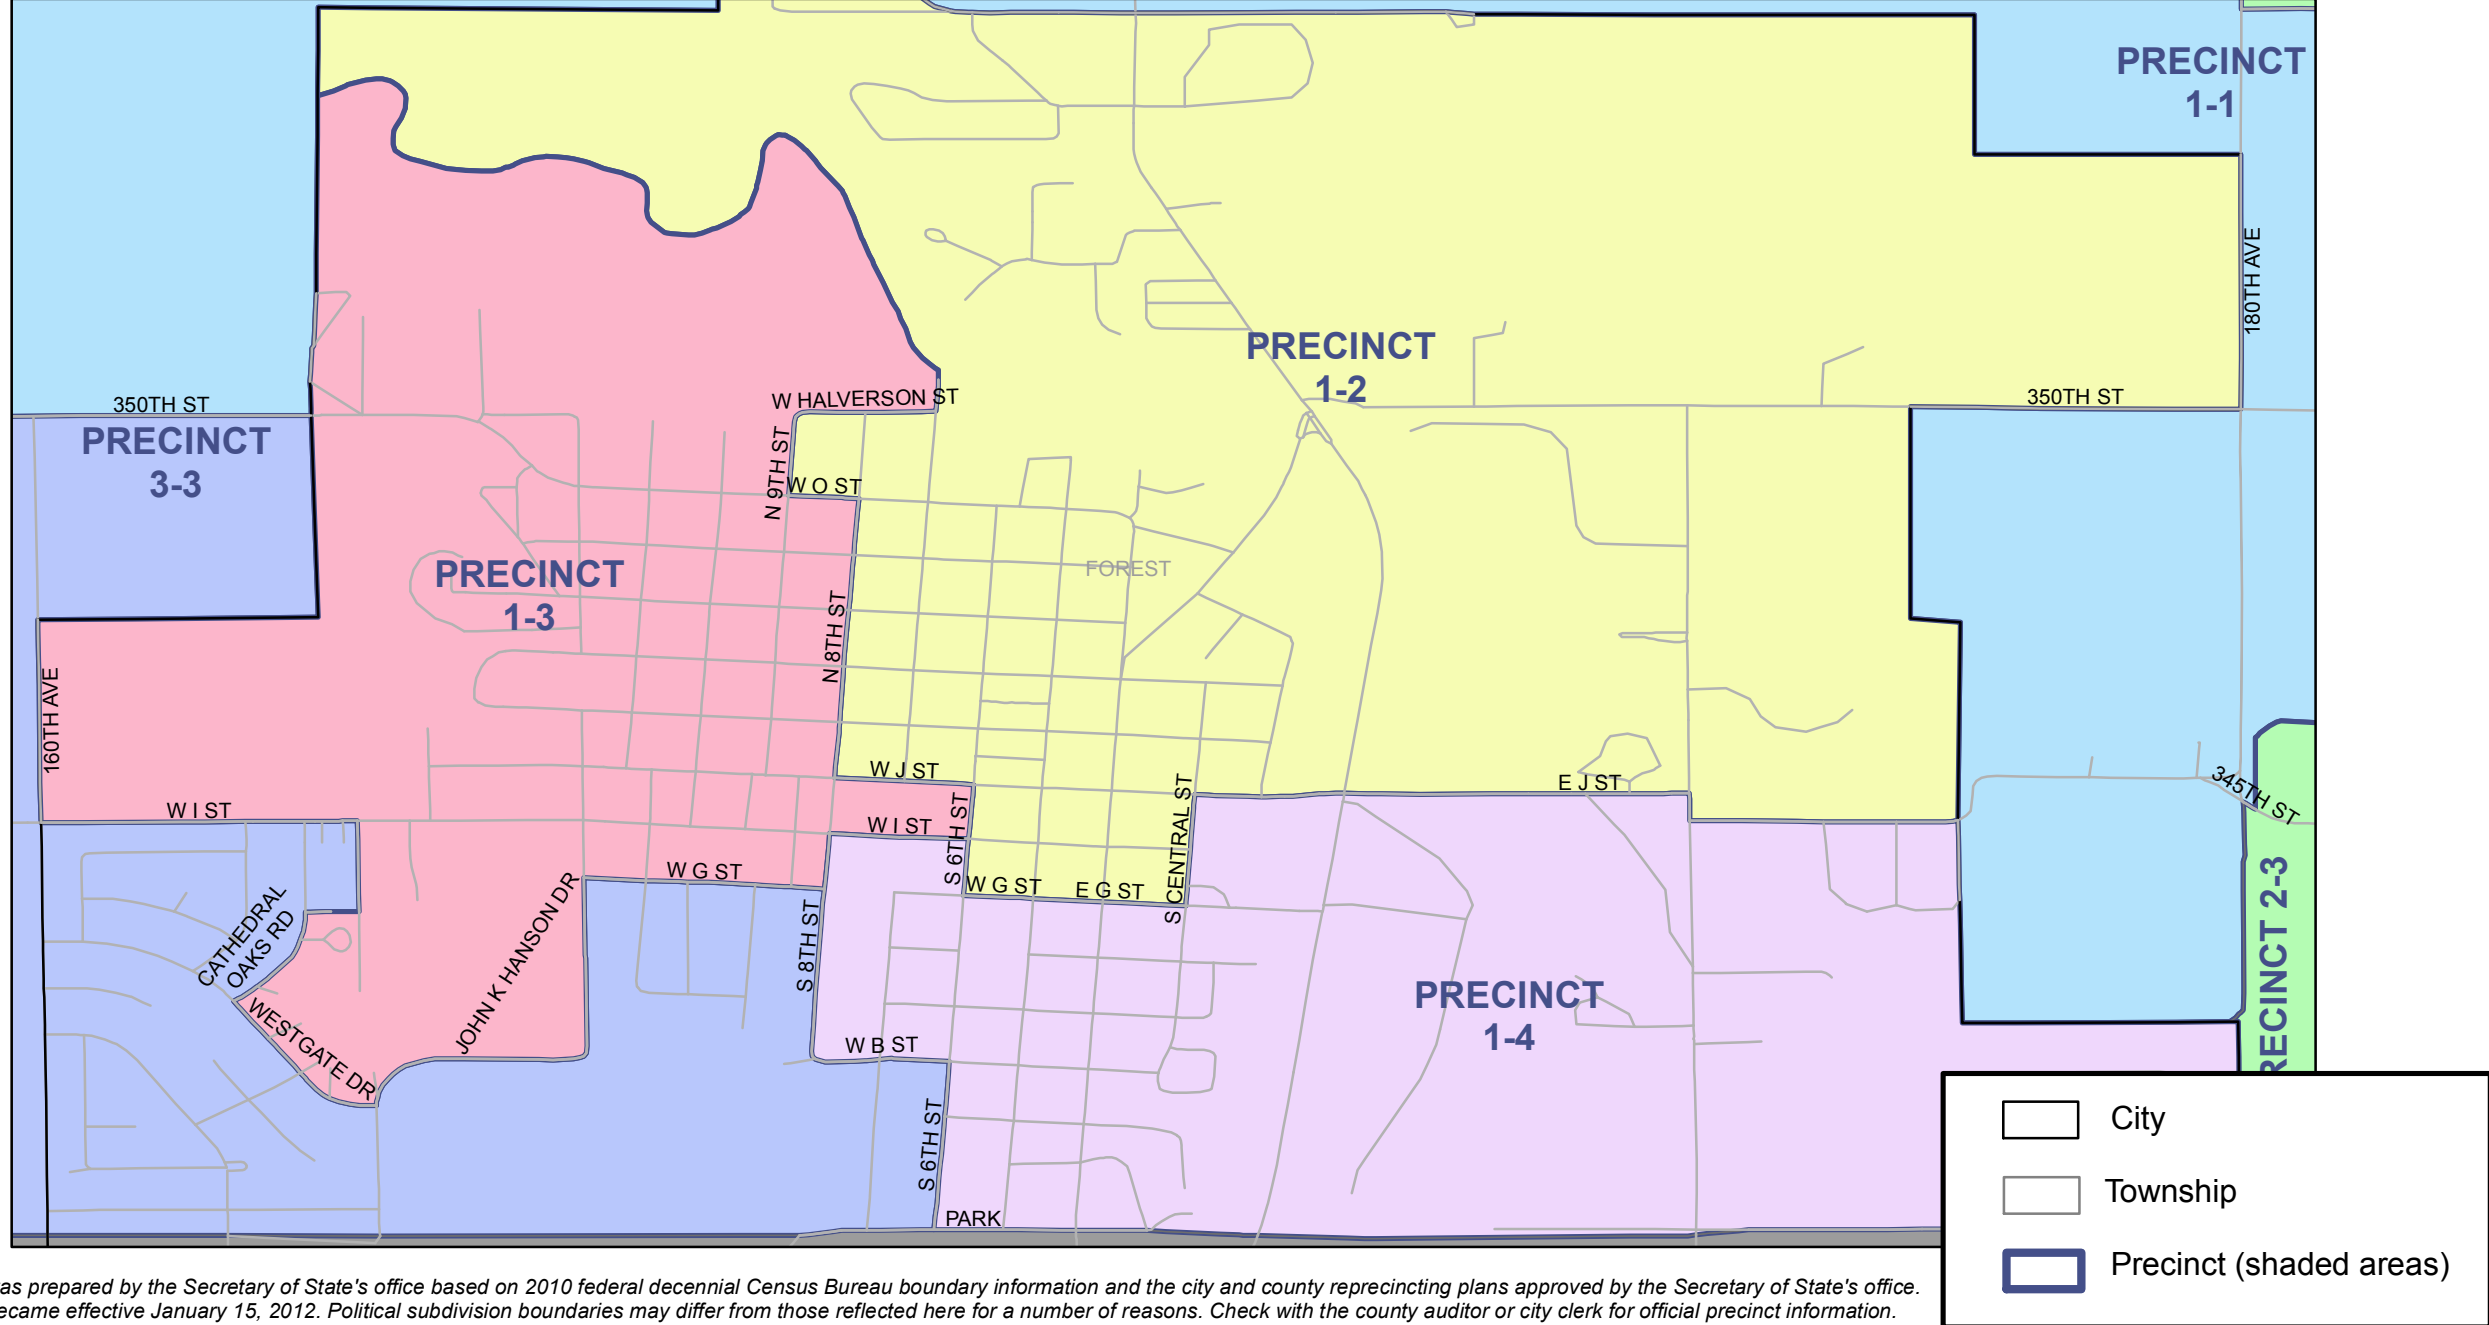 PRECINCT
1-1
180TH AVE
PRECINCT
1-2
350TH ST
W HALVERSON ST
350TH ST
PRECINCT
3-3
N 9TH ST
W O ST
FOREST
PRECINCT
1-3
N 8TH ST
160TH AVE
W J ST
E J ST
345TH ST
W I ST
W I ST
S 6TH ST
S CENTRAL ST
W G ST
W G ST
E G ST
CATHEDRAL
OAKS RD
JOHN K HANSON DR
S 8TH ST
PRECINCT
1-4
RECINCT 2-3
WESTGATE DR
W B ST
S 6TH ST
PARK
City
Township
Precinct (shaded areas)
as prepared by the Secretary of State's office based on 2010 federal decennial Census Bureau boundary information and the city and county reprecincting plans approved by the Secretary of State's office.
ecame effective January 15, 2012. Political subdivision boundaries may differ from those reflected here for a number of reasons. Check with the county auditor or city clerk for official precinct information.